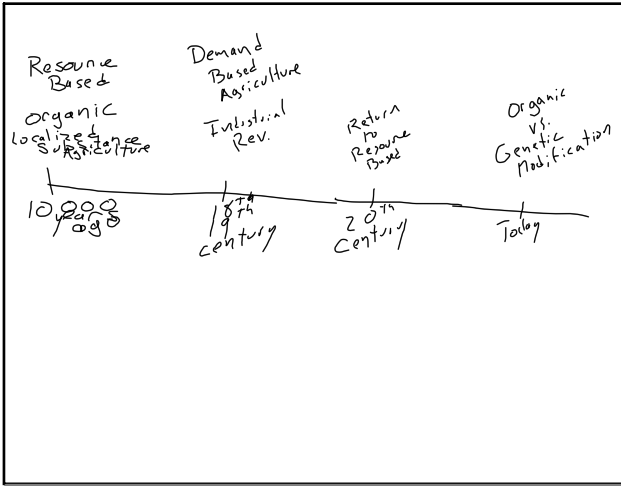 Resource
Based
Organic
Localized
Subsistance
Agriculture
10,000
years
ago
Demand
Based
Agriculture
Industrial
Rev.
18th
19th
century
Return
to
Resource
Based
20th
Century
Organic
vs.
Genetic
Modification
Today